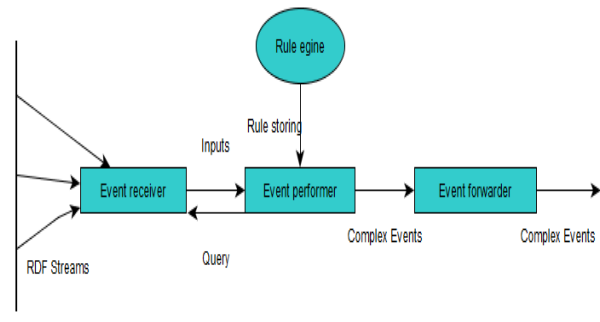 Rule egine
Rule storing
Inputs
Event receiver
Event performer
Event forwarder
Complex Events
Complex Events
Query
RDF Streams